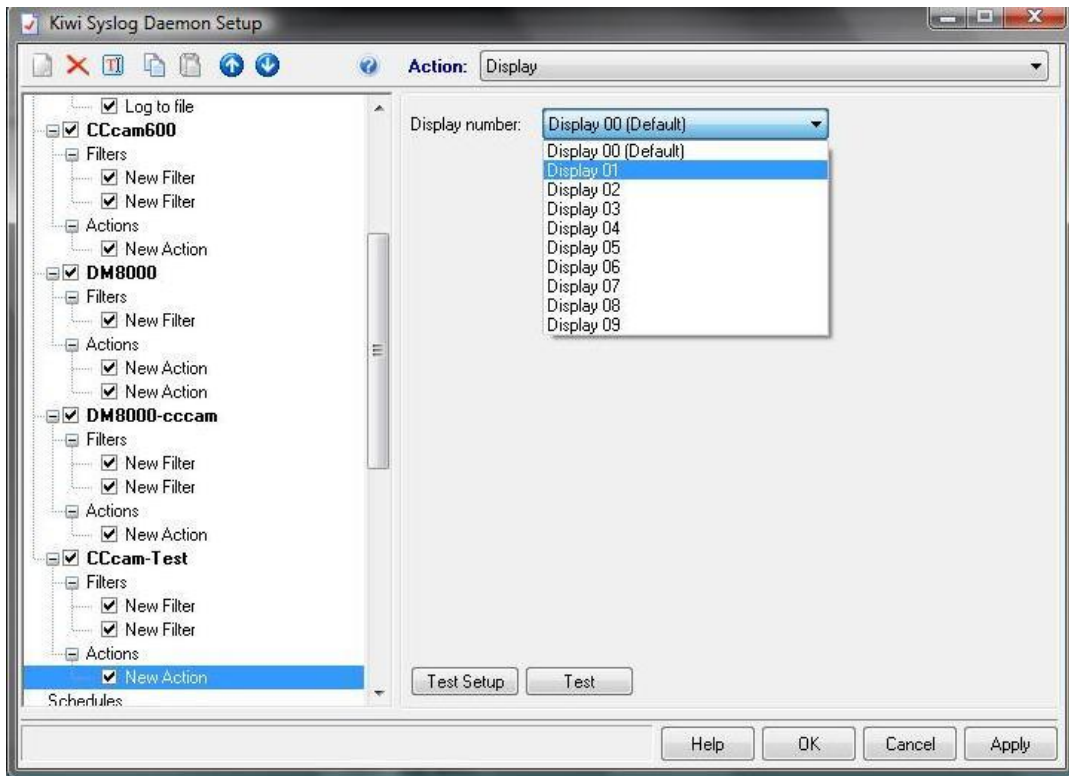 Kiwi Syslog Daemon Setup
Action: Display
Log to file
CCcam600
Filters
New Filter
New Filter
Actions
New Action
DM8000
Filters
New Filter
Actions
New Action
New Action
DM8000-cccam
Filters
New Filter
New Filter
Actions
New Action
CCcam-Test
Filters
New Filter
New Filter
Actions
New Action
Schedules
Display number: Display 00 (Default)
Display 00 (Default)
Display 01
Display 02
Display 03
Display 04
Display 05
Display 06
Display 07
Display 08
Display 09
Test Setup Test
Help OK Cancel Apply